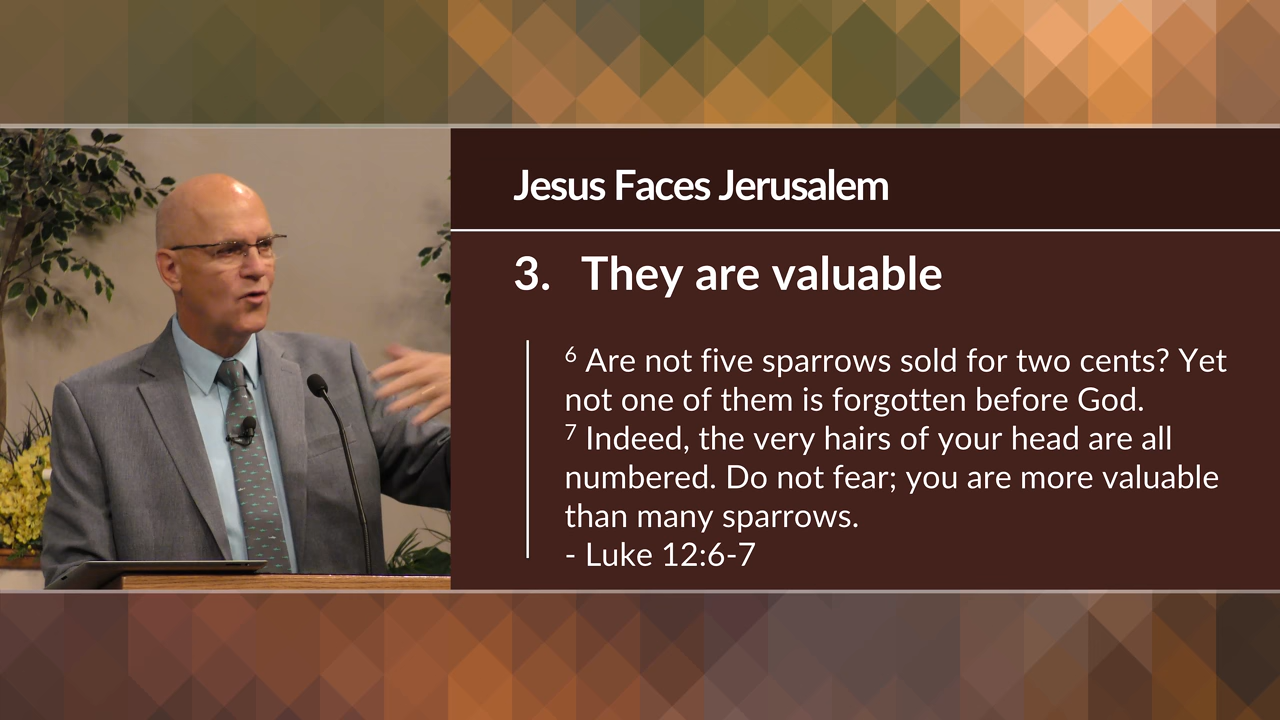 Jesus Faces Jerusalem
3. They are valuable
6 Are not five sparrows sold for two cents? Yet
not one of them is forgotten before God.
7 Indeed, the very hairs of your head are all
numbered. Do not fear; you are more valuable
than many sparrows.
- Luke 12:6-7